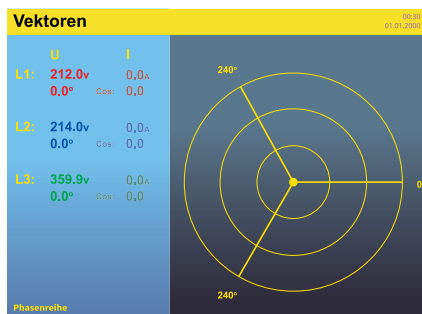 Vektoren
00:30
01.01.2000
U I
L1: 212.0v 0,0A
0.0° Cos: 0,0
L2: 214.0v 0,0A
0.0° Cos: 0,0
L3: 359.9v 0,0A
0.0° Cos: 0,0
240°
0
240°
Phasenreihe